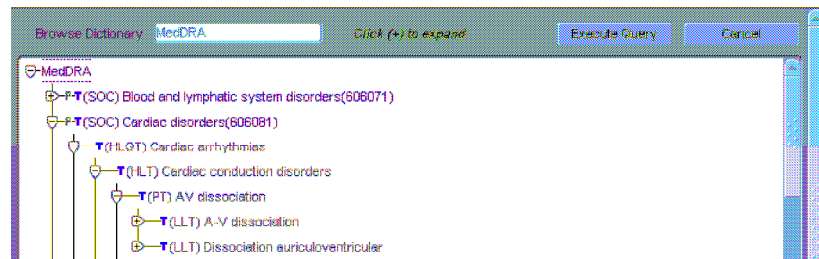 Browse Dictionary MedDRA Click (+) to expand Execute Query Cancel
MedDRA
P-T(SOC) Blood and lymphatic system disorders(606071)
P-T(SOC) Cardiac disorders(606081)
T(HLGT) Cardiac arrhythmias
T(HLT) Cardiac conduction disorders
T(PT) AV dissociation
T(LLT) A-V dissociation
T(LLT) Dissociation auriculoventricular